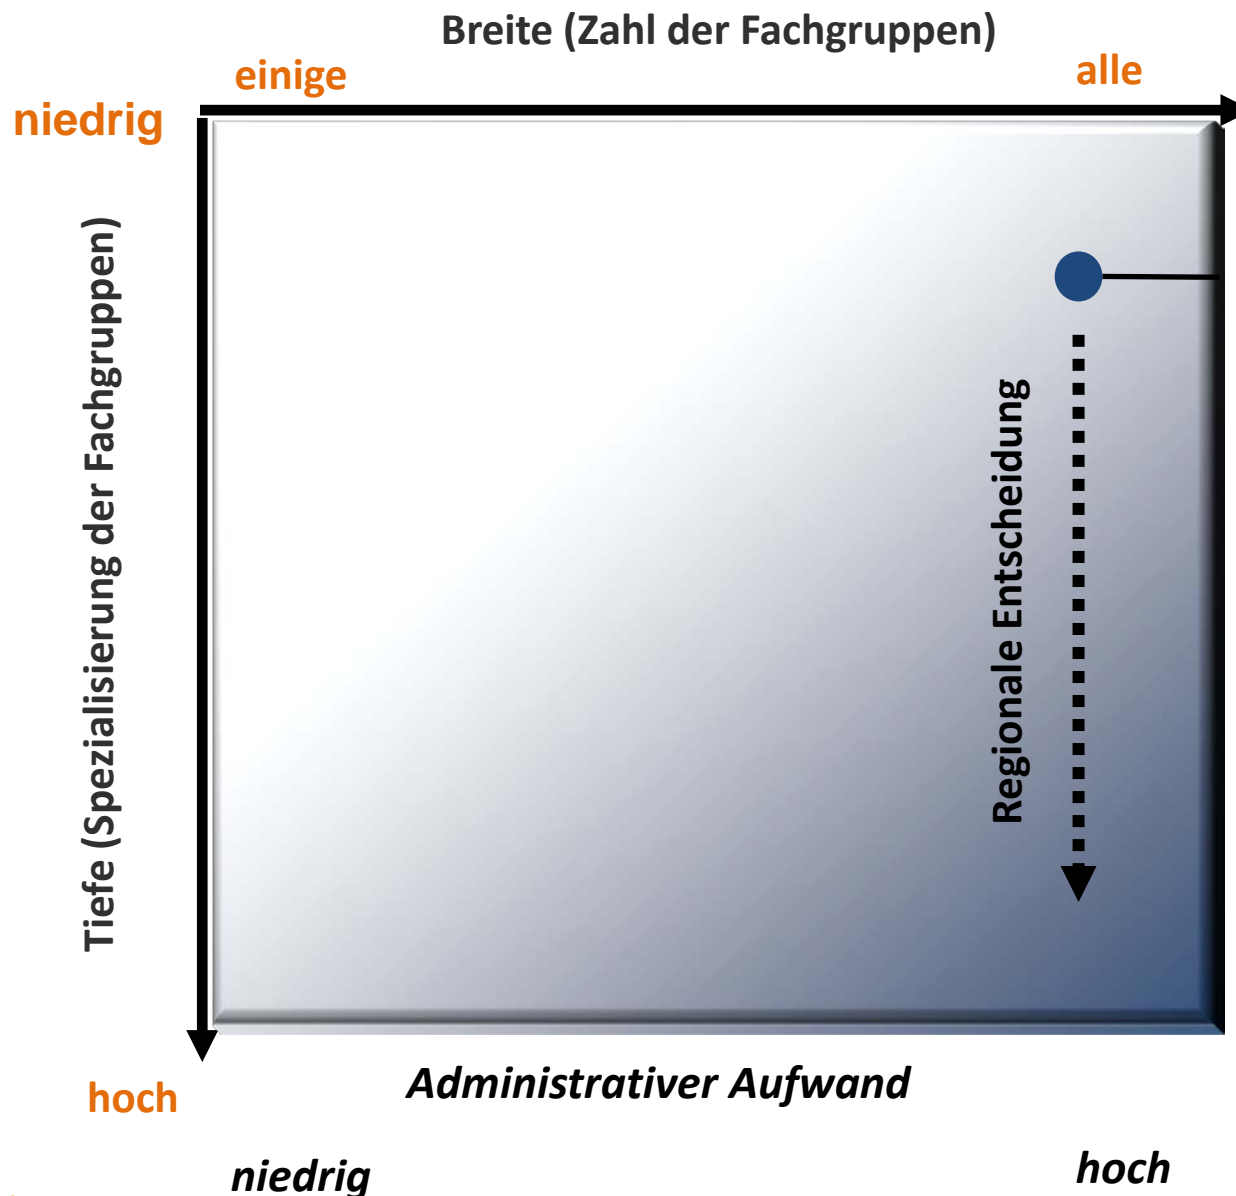 Breite (Zahl der Fachgruppen)
einige
alle
niedrig
Tiefe (Spezialisierung der Fachgruppen)
Regionale Entscheidung
hoch
Administrativer Aufwand
niedrig
hoch